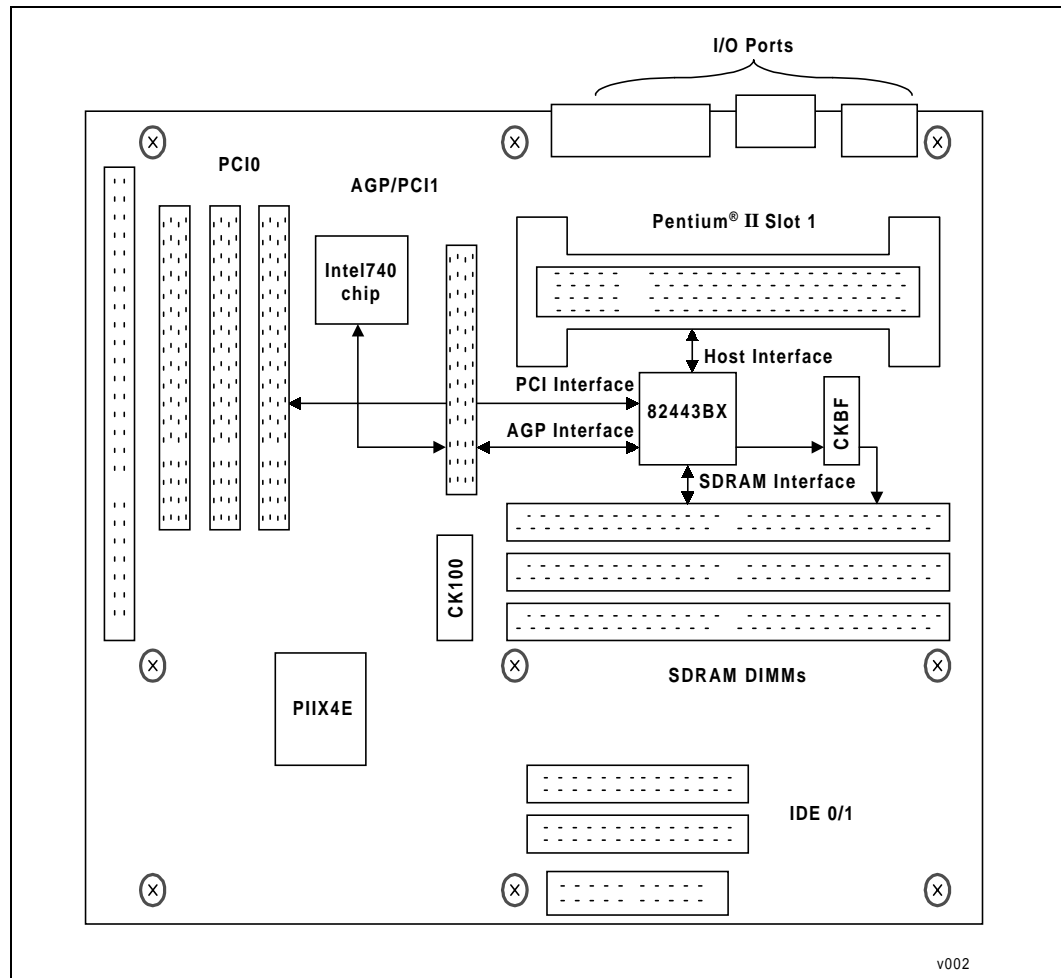 I/O Ports
PCI0
AGP/PCI1
Pentium® II Slot 1
Intel740
chip
Host Interface
PCI Interface
82443BX
CKBF
AGP Interface
SDRAM Interface
CK100
SDRAM DIMMs
PIIX4E
IDE 0/1
v002